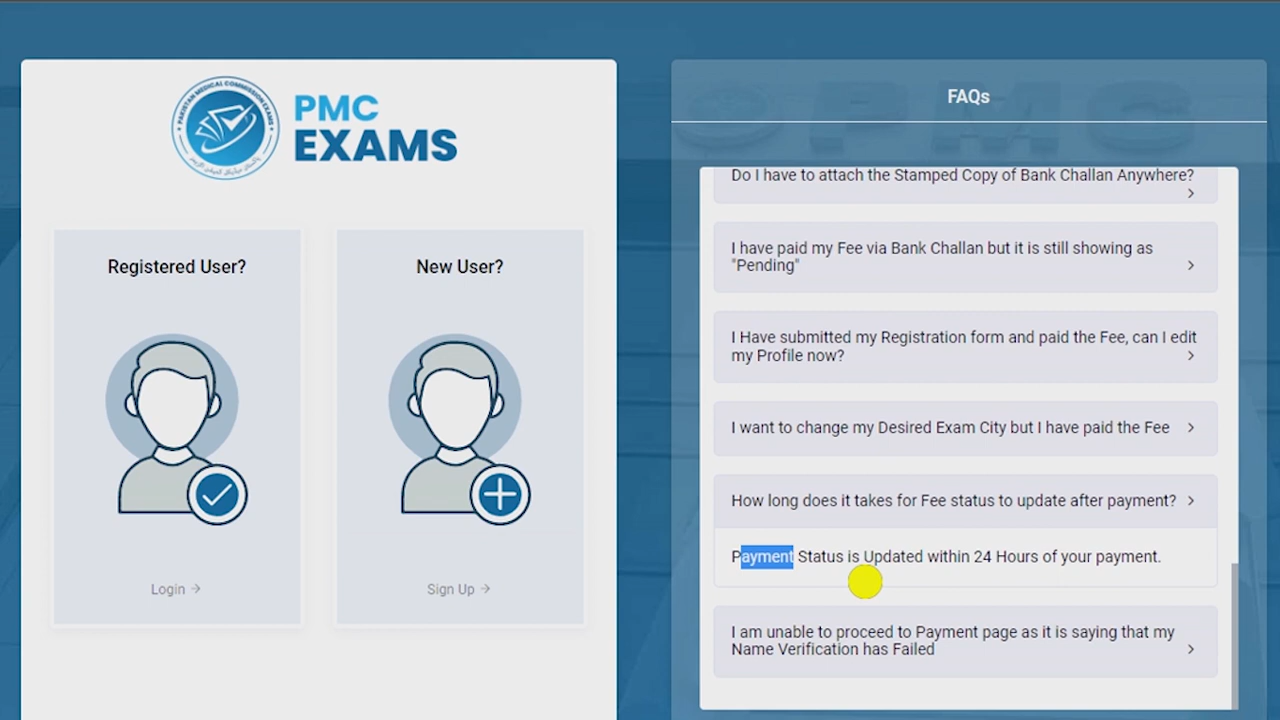 PAKISTAN MEDICAL COMMISSION EXAMS
PMC
EXAMS
Registered User?
Login →
New User?
Sign Up →
PMC
FAQs
Do I have to attach the Stamped Copy of Bank Challan Anywhere?
I have paid my Fee via Bank Challan but it is still showing as
"Pending"
I Have submitted my Registration form and paid the Fee, can I edit
my Profile now?
I want to change my Desired Exam City but I have paid the Fee
How long does it takes for Fee status to update after payment?
Payment Status is Updated within 24 Hours of your payment.
I am unable to proceed to Payment page as it is saying that my
Name Verification has Failed